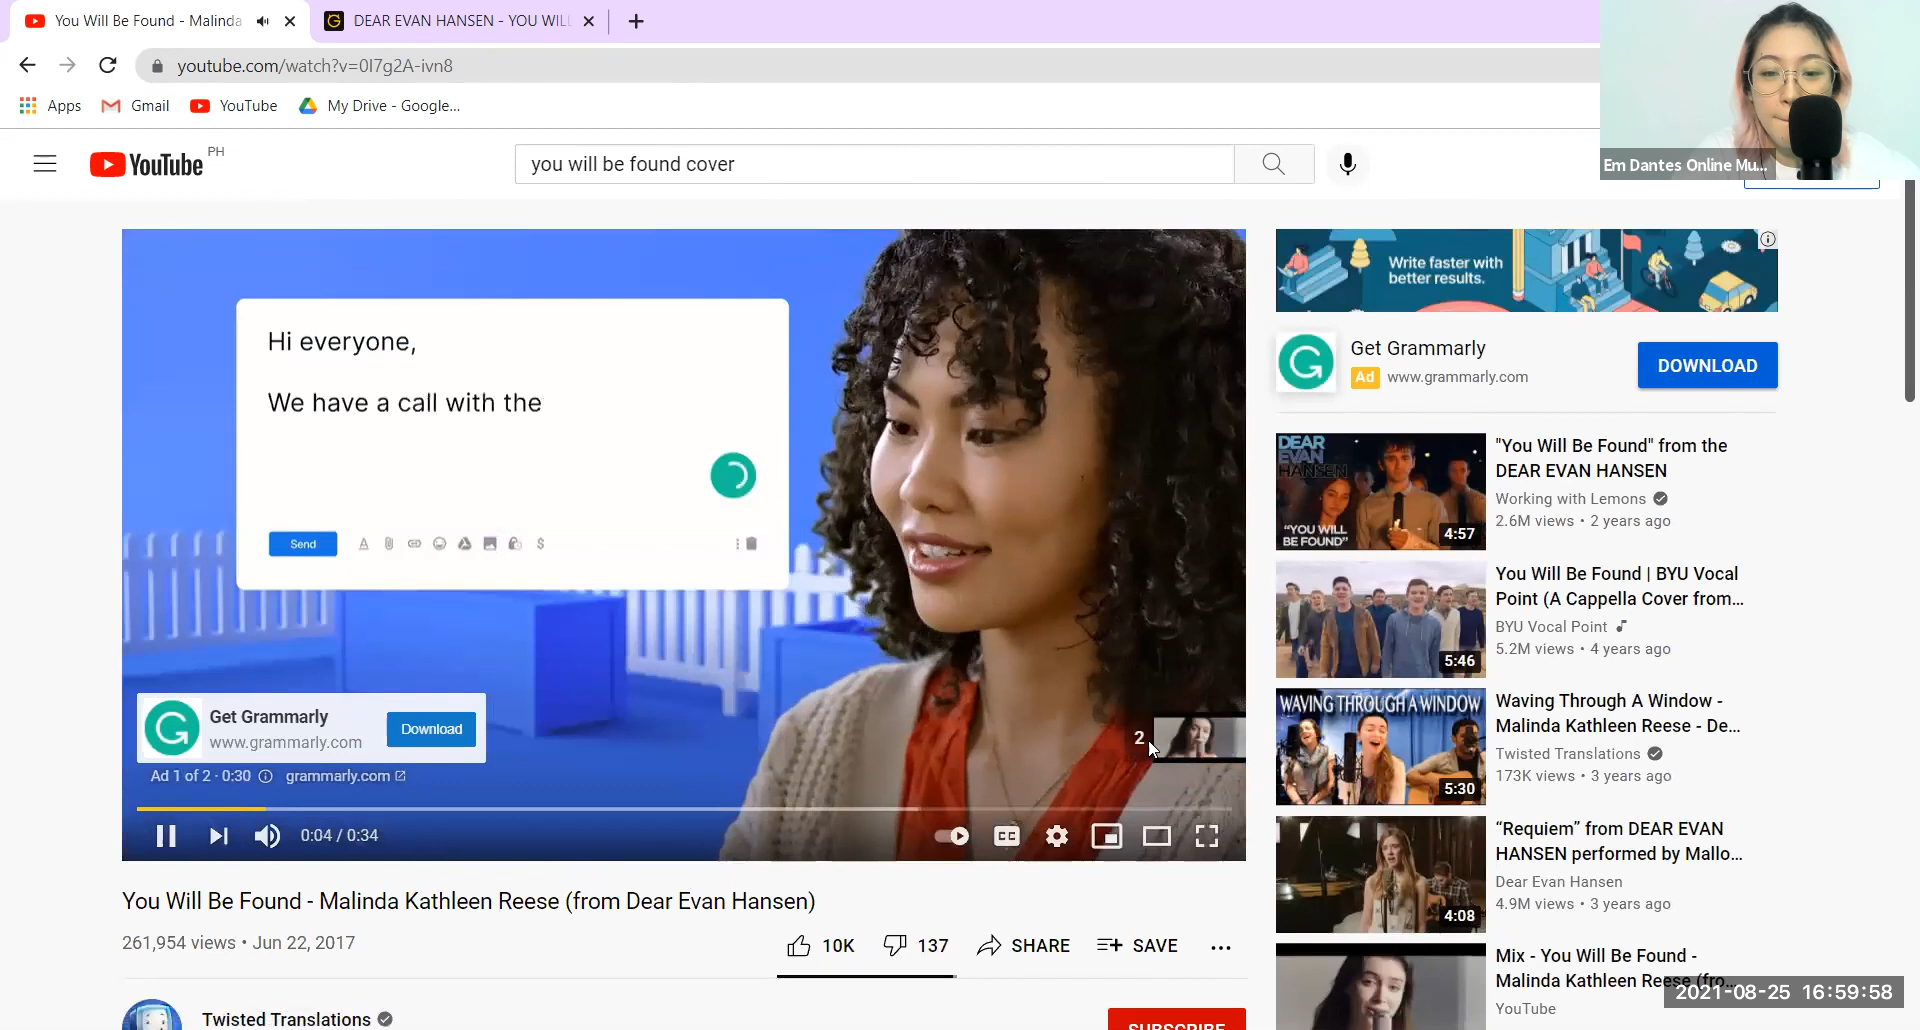 You Will Be Found - Malinda
DEAR EVAN HANSEN - YOU WILL
youtube.com/watch?v=0I7g2A-ivn8
Apps
Gmail
YouTube
My Drive - Google...
YouTube PH
you will be found cover
Em Dantes Online Mu...
Hi everyone,
We have a call with the
Send
Get Grammarly
www.grammarly.com
Download
Ad 1 of 2 · 0:30
grammarly.com
2
0:04 / 0:34
CC
You Will Be Found - Malinda Kathleen Reese (from Dear Evan Hansen)
261,954 views • Jun 22, 2017
10K
137
SHARE
SAVE
Twisted Translations
SUBSCRIBE
Write faster with
better results.
Get Grammarly
Ad www.grammarly.com
DOWNLOAD
DEAR
EVAN
HANSEN
"YOU WILL
BE FOUND"
4:57
"You Will Be Found" from the
DEAR EVAN HANSEN
Working with Lemons
2.6M views • 2 years ago
5:46
You Will Be Found | BYU Vocal
Point (A Cappella Cover from...
BYU Vocal Point
5.2M views • 4 years ago
WAVING THROUGH A WINDOW
5:30
Waving Through A Window -
Malinda Kathleen Reese - De...
Twisted Translations
173K views • 3 years ago
4:08
“Requiem” from DEAR EVAN
HANSEN performed by Mallo...
Dear Evan Hansen
4.9M views • 3 years ago
Mix - You Will Be Found -
Malinda Kathleen Reese (fro...
YouTube
2021-08-25 16:59:58